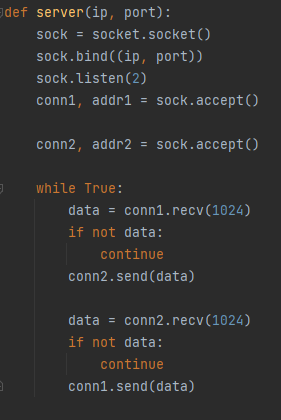 def server(ip, port):
    sock = socket.socket()
    sock.bind((ip, port))
    sock.listen(2)
    conn1, addr1 = sock.accept()

    conn2, addr2 = sock.accept()

    while True:
        data = conn1.recv(1024)
        if not data:
            continue
        conn2.send(data)

        data = conn2.recv(1024)
        if not data:
            continue
        conn1.send(data)